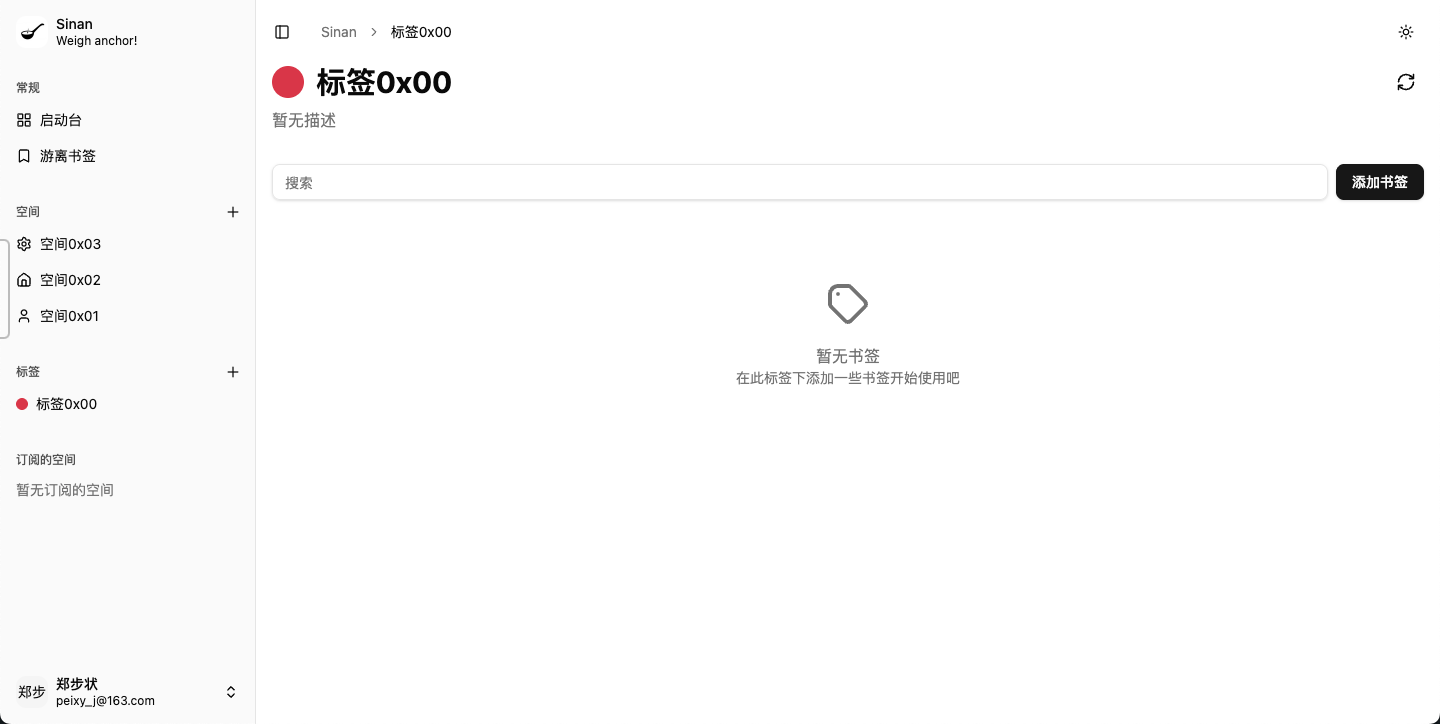 Sinan
Weigh anchor!
常规
启动台
游离书签
空间
空间0x03
空间0x02
空间0x01
标签
标签0x00
订阅的空间
暂无订阅的空间
郑步
郑步状
peixy_j@163.com
Sinan
标签0x00
标签0x00
暂无描述
搜索
添加书签
暂无书签
在此标签下添加一些书签开始使用吧